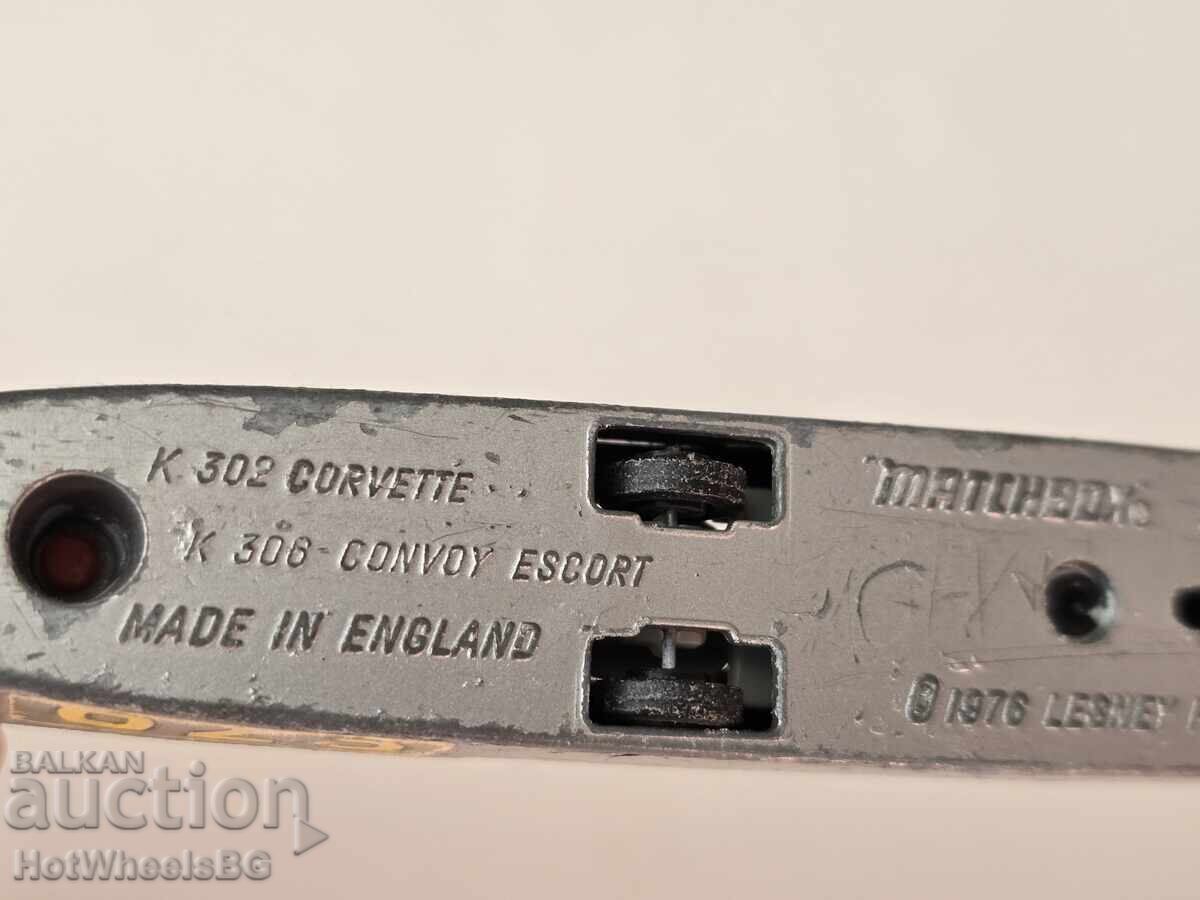 K 302 CORVETTE
K 306 CONVOY ESCORT
MADE IN ENGLAND
MATCHBOX
© 1976 LESNEY
BALKAN
auction
HotWheelsBG